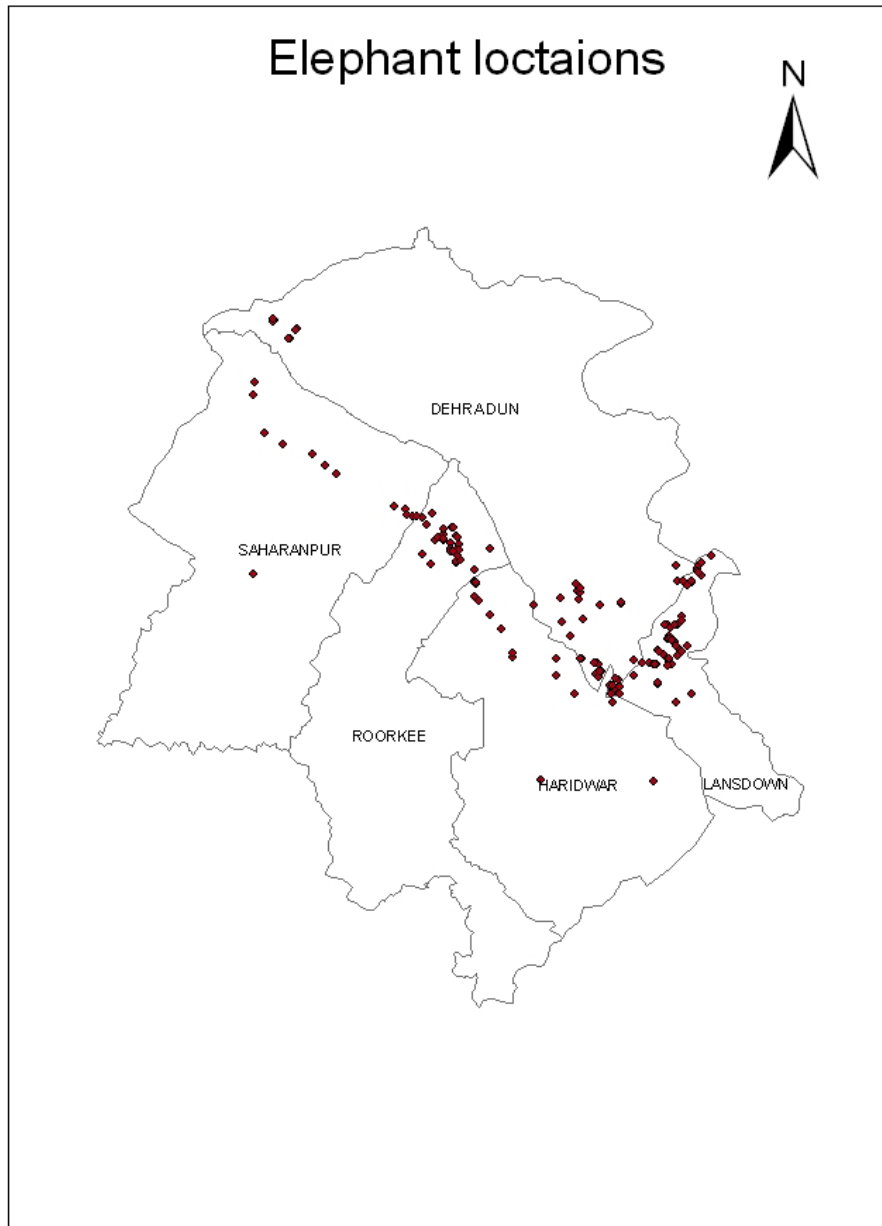 Elephant loctaions
N
DEHRADUN
SAHARANPUR
ROORKEE
HARIDWAR
LANSDOWN